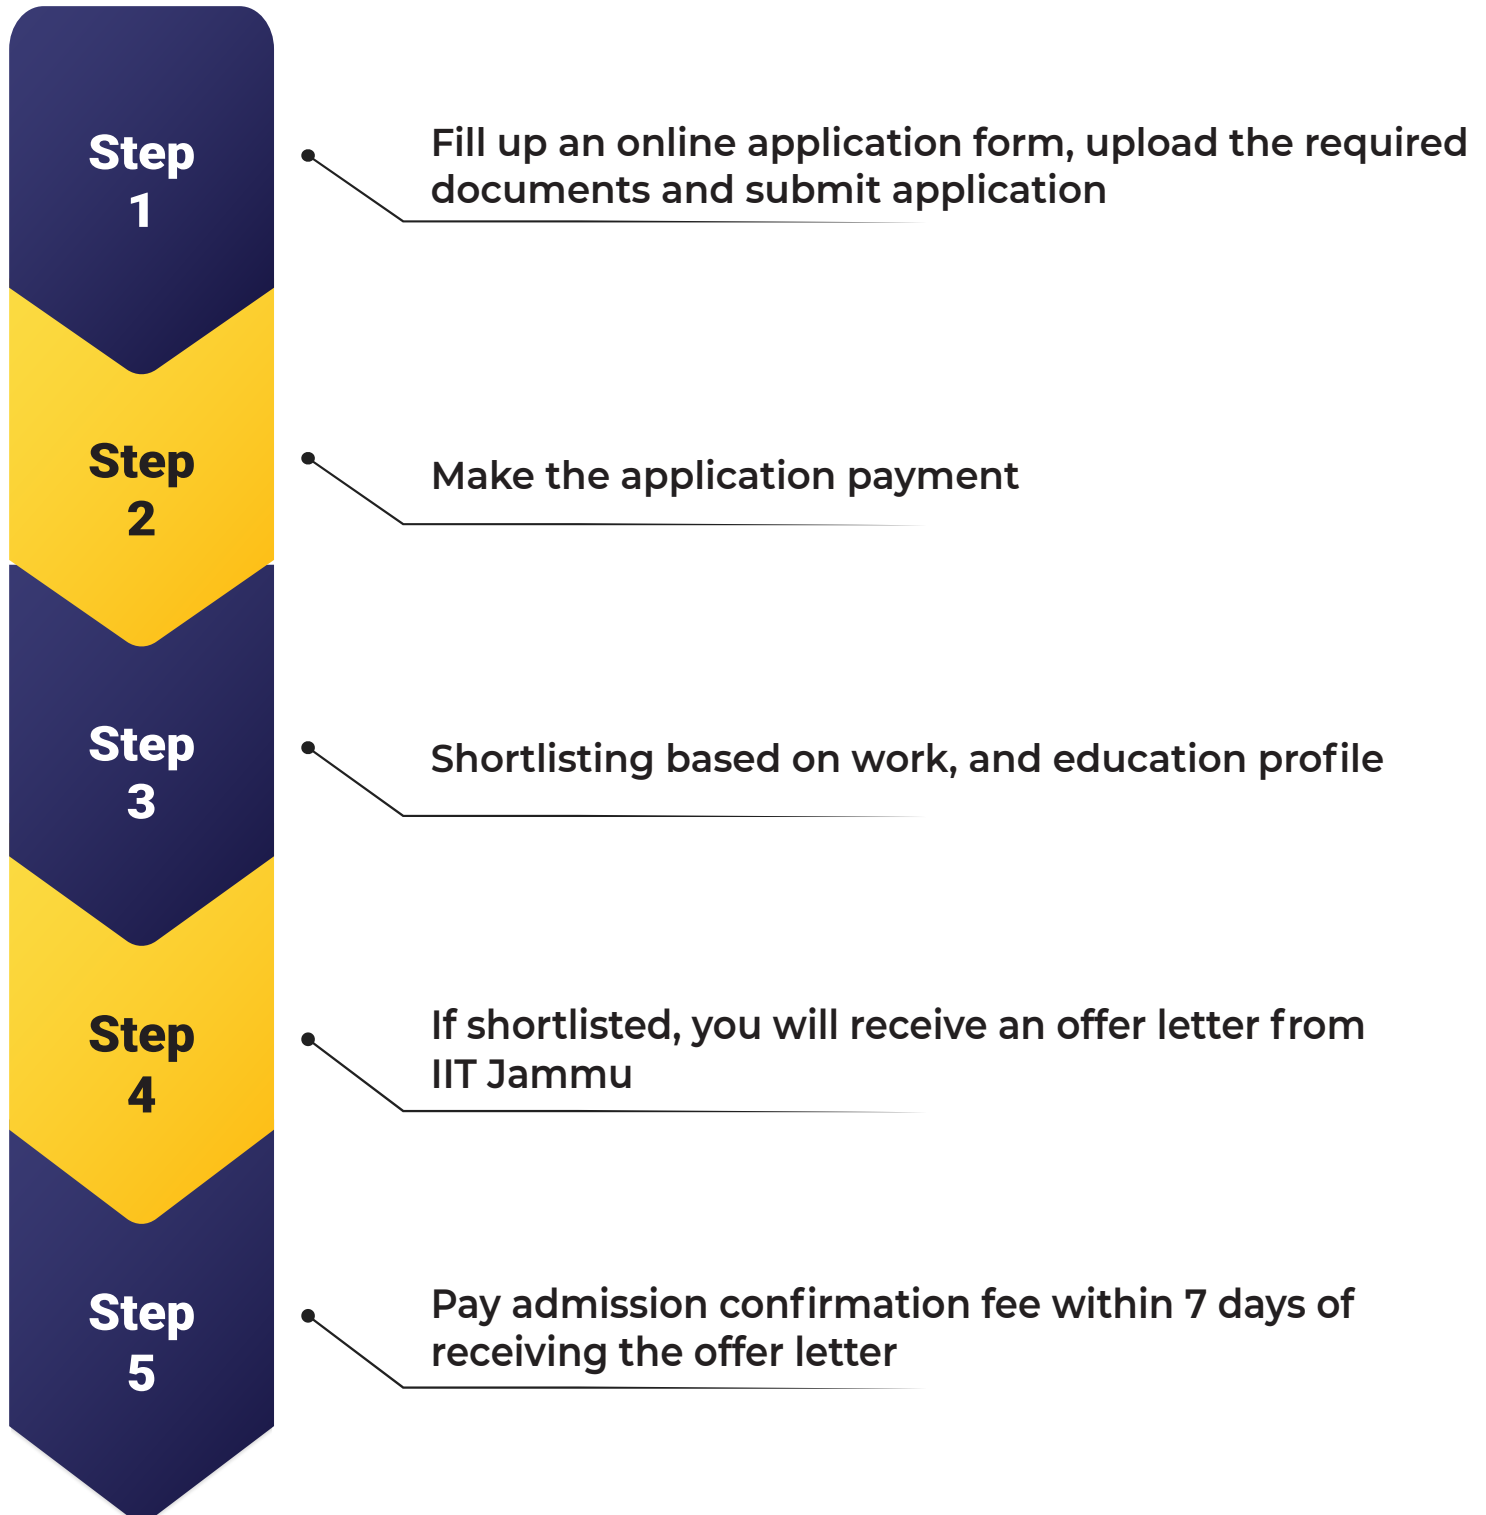 Step
1
Fill up an online application form, upload the required
documents and submit application
Step
2
Make the application payment
Step
3
Shortlisting based on work, and education profile
Step
4
If shortlisted, you will receive an offer letter from
IIT Jammu
Step
5
Pay admission confirmation fee within 7 days of
receiving the offer letter